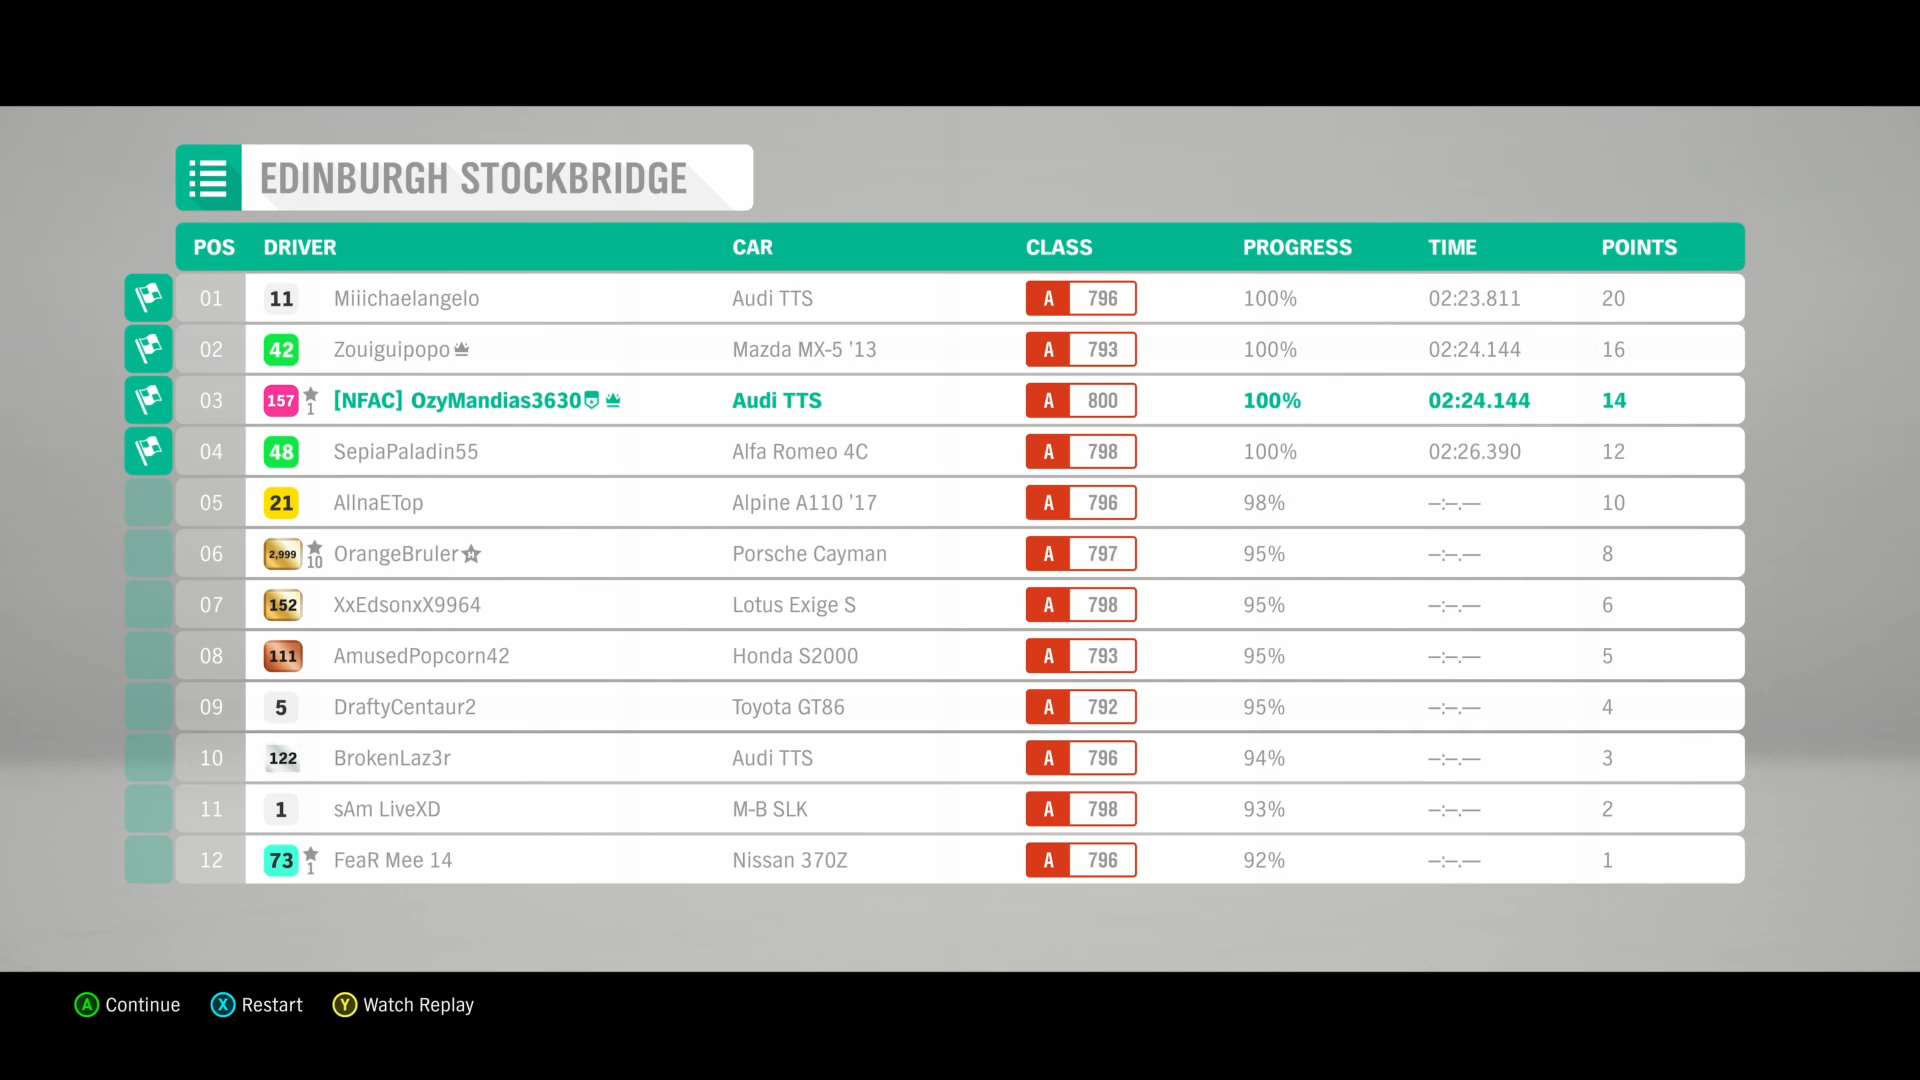 EDINBURGH STOCKBRIDGE
POS DRIVER CAR CLASS PROGRESS TIME POINTS
01 11 Miiichaelangelo Audi TTS A 796 100% 02:23.811 20
02 42 Zouiguipopo Mazda MX-5 '13 A 793 100% 02:24.144 16
03 157 1 [NFAC] OzyMandias3630 Audi TTS A 800 100% 02:24.144 14
04 48 SepiaPaladin55 Alfa Romeo 4C A 798 100% 02:26.390 12
05 21 AllnaETop Alpine A110 '17 A 796 98% –:–.–– 10
06 2,999 10 OrangeBruler Porsche Cayman A 797 95% –:–.–– 8
07 152 XxEdsonxX9964 Lotus Exige S A 798 95% –:–.–– 6
08 111 AmusedPopcorn42 Honda S2000 A 793 95% –:–.–– 5
09 5 DraftyCentaur2 Toyota GT86 A 792 95% –:–.–– 4
10 122 BrokenLaz3r Audi TTS A 796 94% –:–.–– 3
11 1 sAm LiveXD M-B SLK A 798 93% –:–.–– 2
12 73 1 FeaR Mee 14 Nissan 370Z A 796 92% –:–.–– 1
A Continue X Restart Y Watch Replay